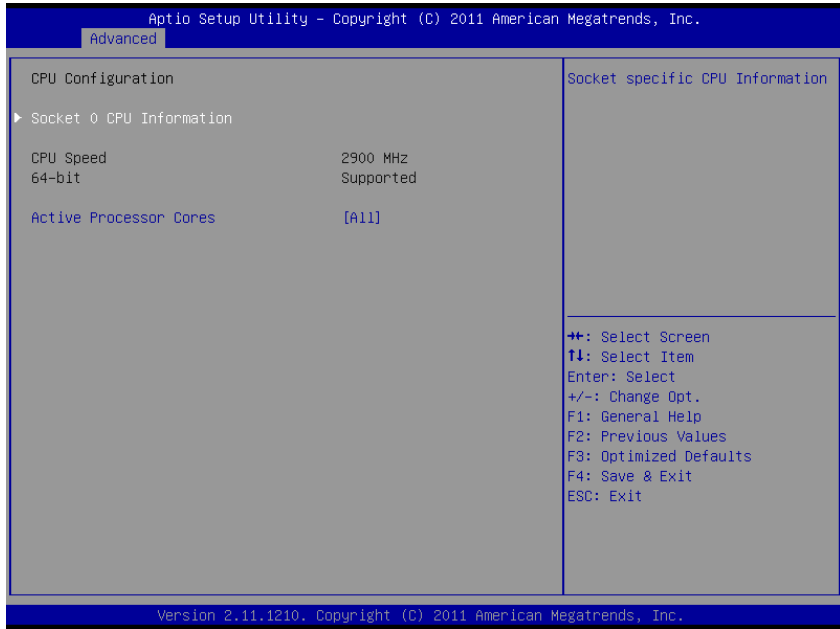 Aptio Setup Utility – Copyright (C) 2011 American Megatrends, Inc.
Advanced
CPU Configuration
Socket 0 CPU Information
CPU Speed 2900 MHz
64-bit Supported
Active Processor Cores [All]
Socket specific CPU Information
→←: Select Screen
↑↓: Select Item
Enter: Select
+/-: Change Opt.
F1: General Help
F2: Previous Values
F3: Optimized Defaults
F4: Save & Exit
ESC: Exit
Version 2.11.1210. Copyright (C) 2011 American Megatrends, Inc.